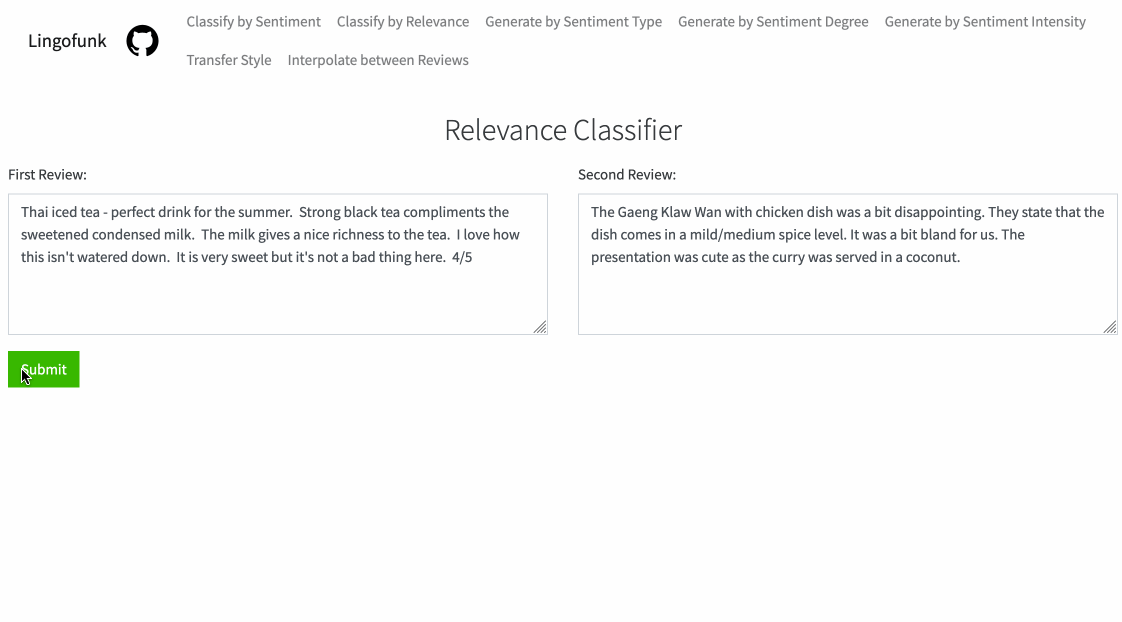 Lingofunk
Classify by Sentiment Classify by Relevance Generate by Sentiment Type Generate by Sentiment Degree Generate by Sentiment Intensity
Transfer Style Interpolate between Reviews
Relevance Classifier
First Review:
Thai iced tea - perfect drink for the summer.  Strong black tea compliments the
sweetened condensed milk.  The milk gives a nice richness to the tea.  I love how
this isn't watered down.  It is very sweet but it's not a bad thing here.  4/5
Second Review:
The Gaeng Klaw Wan with chicken dish was a bit disappointing. They state that the
dish comes in a mild/medium spice level. It was a bit bland for us. The
presentation was cute as the curry was served in a coconut.
Submit